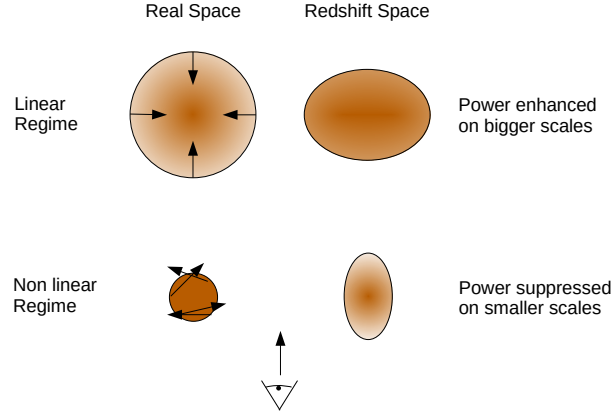 Real Space
Redshift Space
Linear
Regime
Power enhanced
on bigger scales
Non linear
Regime
Power suppressed
on smaller scales